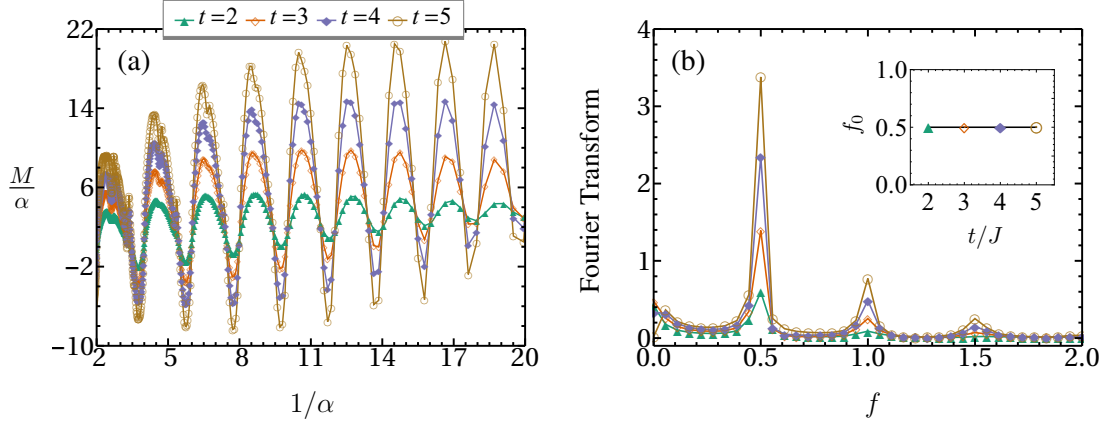 t=2 t=3 t=4 t=5
(a)
22
14
6
−2
−10
M/α
2 5 8 11 14 17 20
1/α
(b)
4
3
2
1
0
Fourier Transform
0.0 0.5 1.0 1.5 2.0
f
1.0
0.5
0.0
f₀
2 3 4 5
t/J